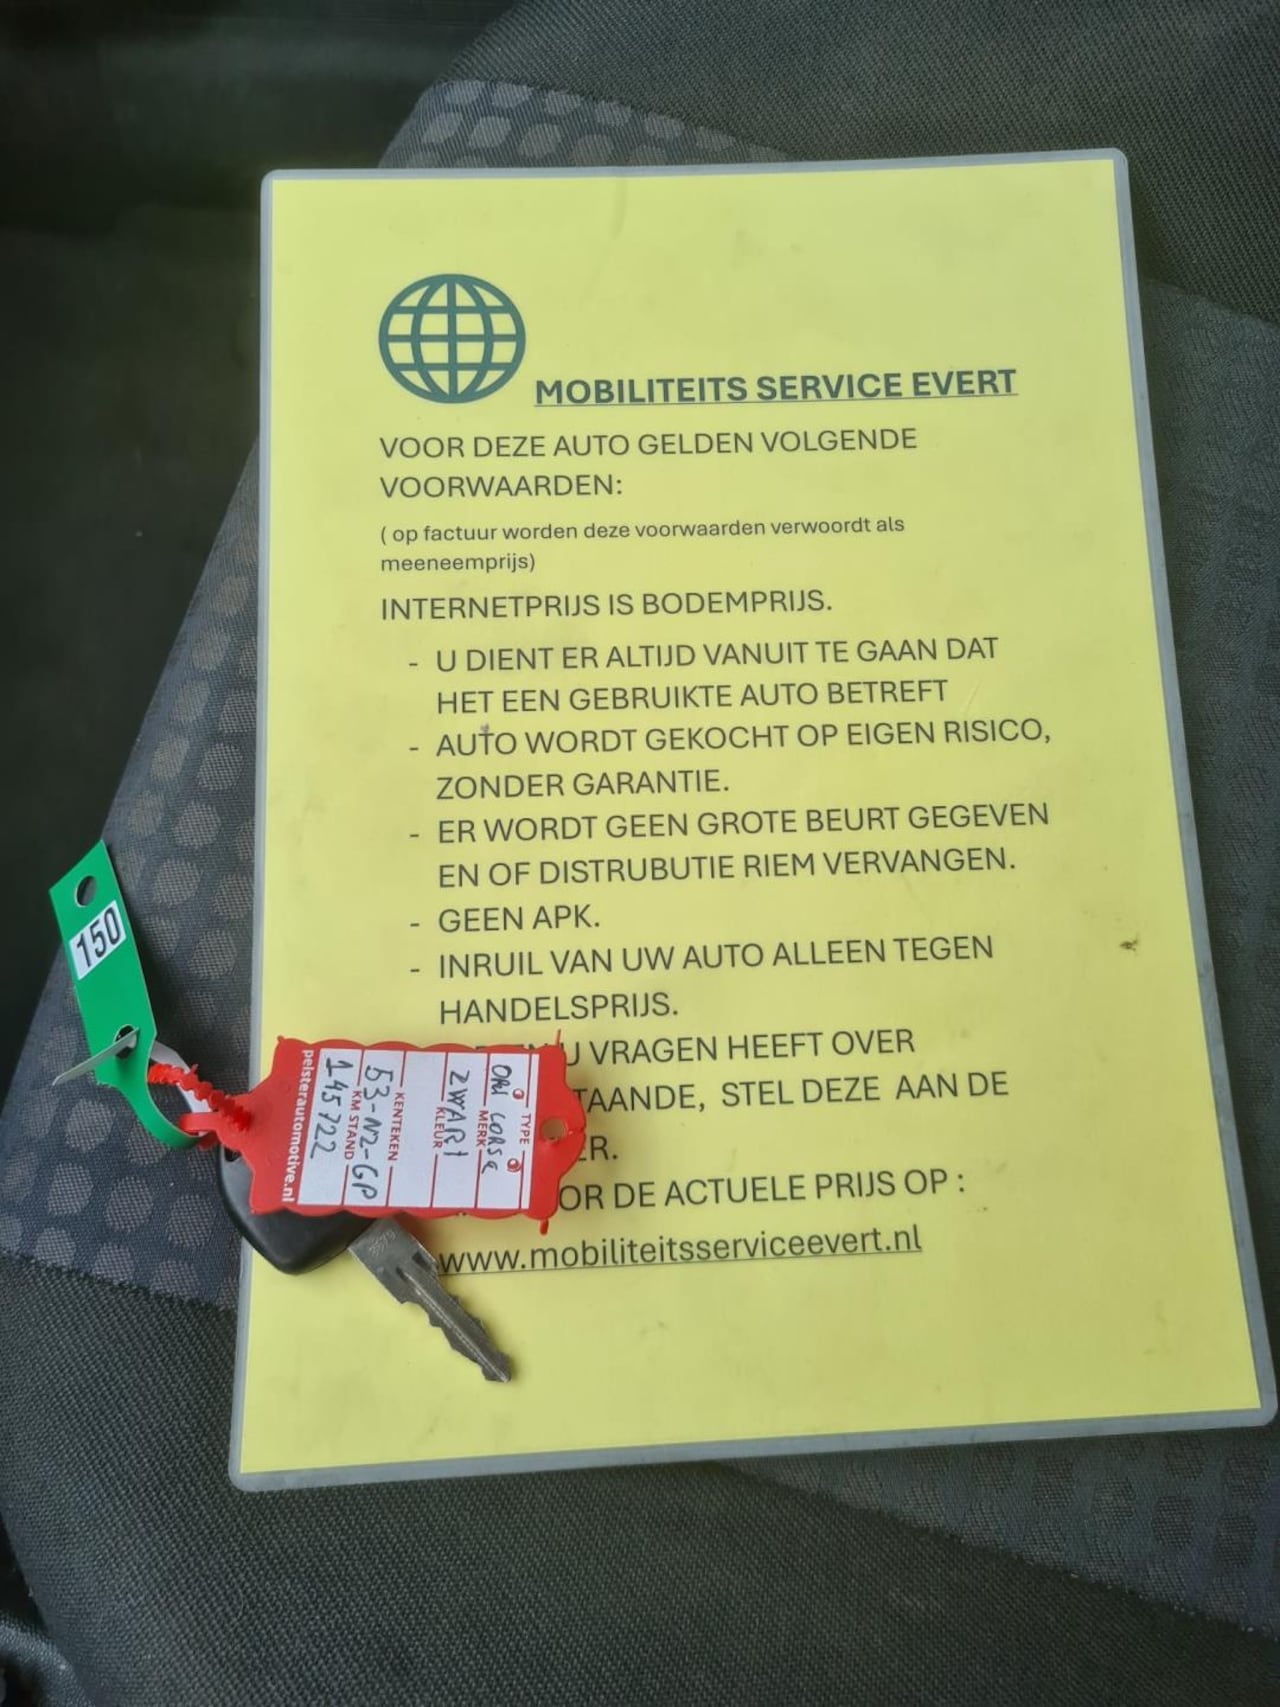 MOBILITEITS SERVICE EVERT
VOOR DEZE AUTO GELDEN VOLGENDE
VOORWAARDEN:
( op factuur worden deze voorwaarden verwoordt als
meeneemprijs)
INTERNETPRIJS IS BODEMPRIJS.
- U DIENT ER ALTIJD VANUIT TE GAAN DAT
HET EEN GEBRUIKTE AUTO BETREFT
- AUTO WORDT GEKOCHT OP EIGEN RISICO,
ZONDER GARANTIE.
- ER WORDT GEEN GROTE BEURT GEGEVEN
EN OF DISTRUBUTIE RIEM VERVANGEN.
- GEEN APK.
- INRUIL VAN UW AUTO ALLEEN TEGEN
HANDELSPRIJS.
U VRAGEN HEEFT OVER
TAANDE, STEL DEZE AAN DE
ER.
OR DE ACTUELE PRIJS OP :
www.mobiliteitsserviceevert.nl
150
TYPE
MERK
Opel Corsa
KLEUR
ZWART
KENTEKEN
53-NZ-GP
KM STAND
145722
pelsterautomotive.nl